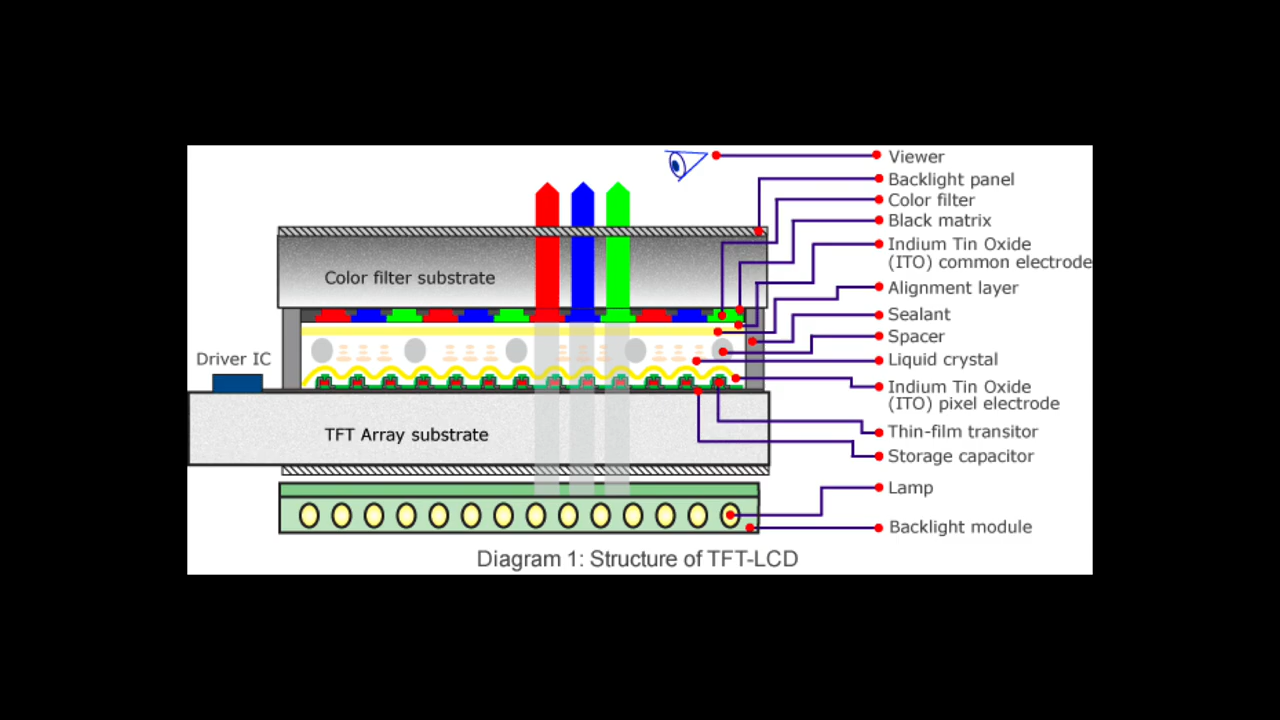 Viewer
Backlight panel
Color filter
Black matrix
Indium Tin Oxide
(ITO) common electrode
Alignment layer
Sealant
Spacer
Liquid crystal
Indium Tin Oxide
(ITO) pixel electrode
Thin-film transitor
Storage capacitor
Lamp
Backlight module
Color filter substrate
Driver IC
TFT Array substrate
Diagram 1: Structure of TFT-LCD